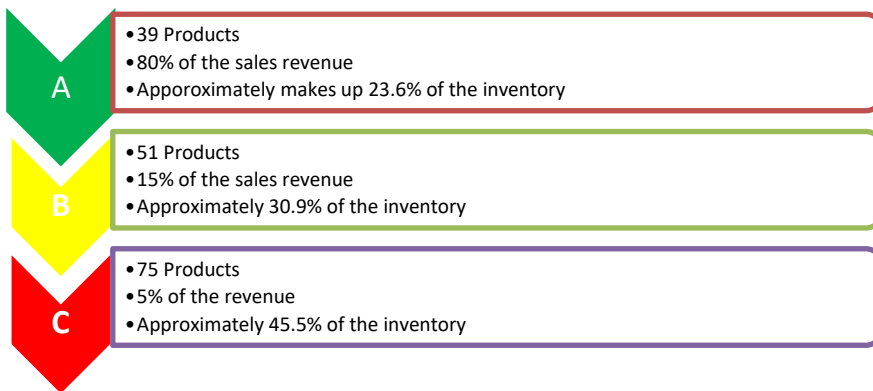 A
•39 Products
•80% of the sales revenue
•Apporoximately makes up 23.6% of the inventory
B
•51 Products
•15% of the sales revenue
•Approximately 30.9% of the inventory
C
•75 Products
•5% of the revenue
•Approximately 45.5% of the inventory